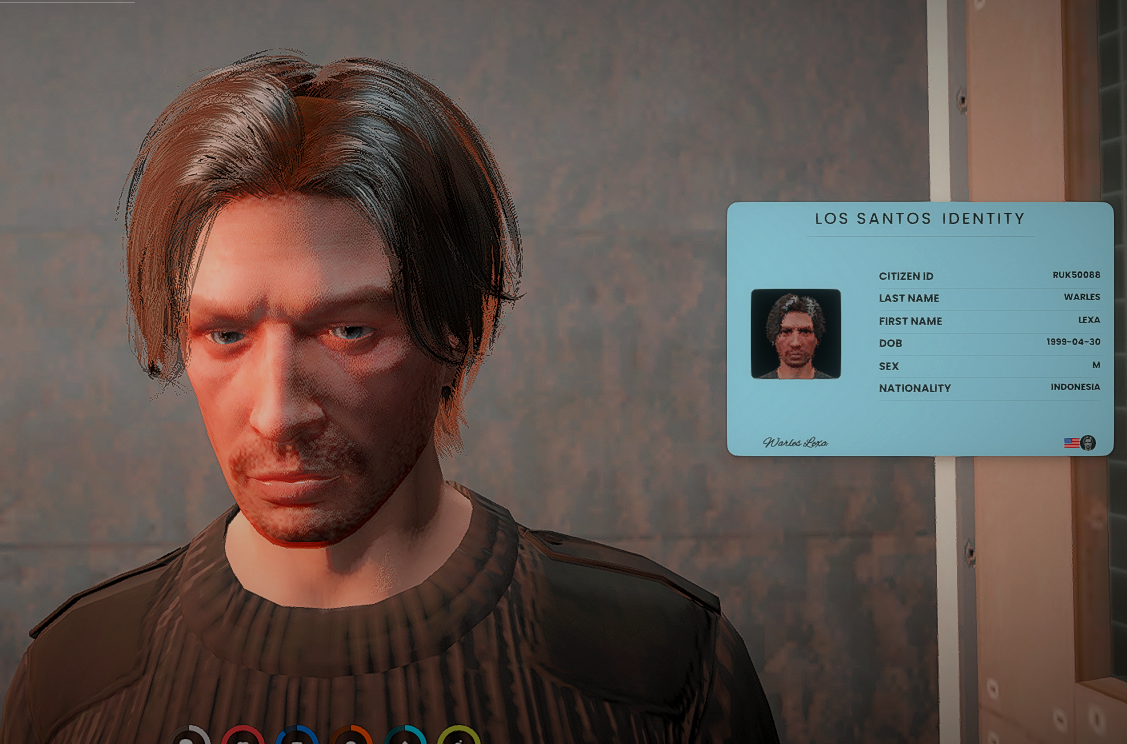 LOS SANTOS IDENTITY
CITIZEN ID RUK50088
LAST NAME WARLES
FIRST NAME LEXA
DOB 1999-04-30
SEX M
NATIONALITY INDONESIA
Warles Lexa